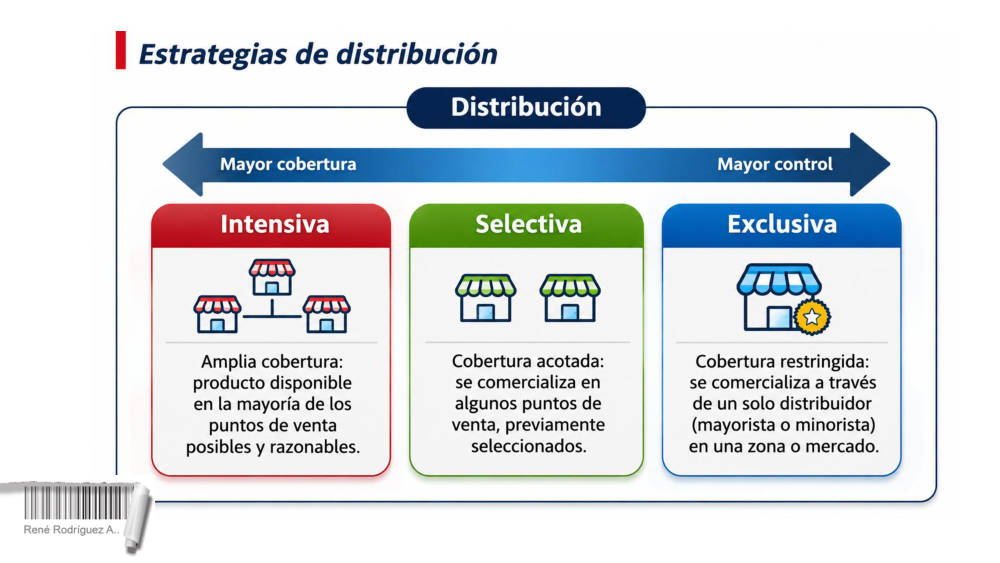 Estrategias de distribución
Distribución
Mayor cobertura
Mayor control
Intensiva
Amplia cobertura:
producto disponible
en la mayoría de los
puntos de venta
posibles y razonables.
Selectiva
Cobertura acotada:
se comercializa en
algunos puntos de
venta, previamente
seleccionados.
Exclusiva
Cobertura restringida:
se comercializa a través
de un solo distribuidor
(mayorista o minorista)
en una zona o mercado.
René Rodríguez A..